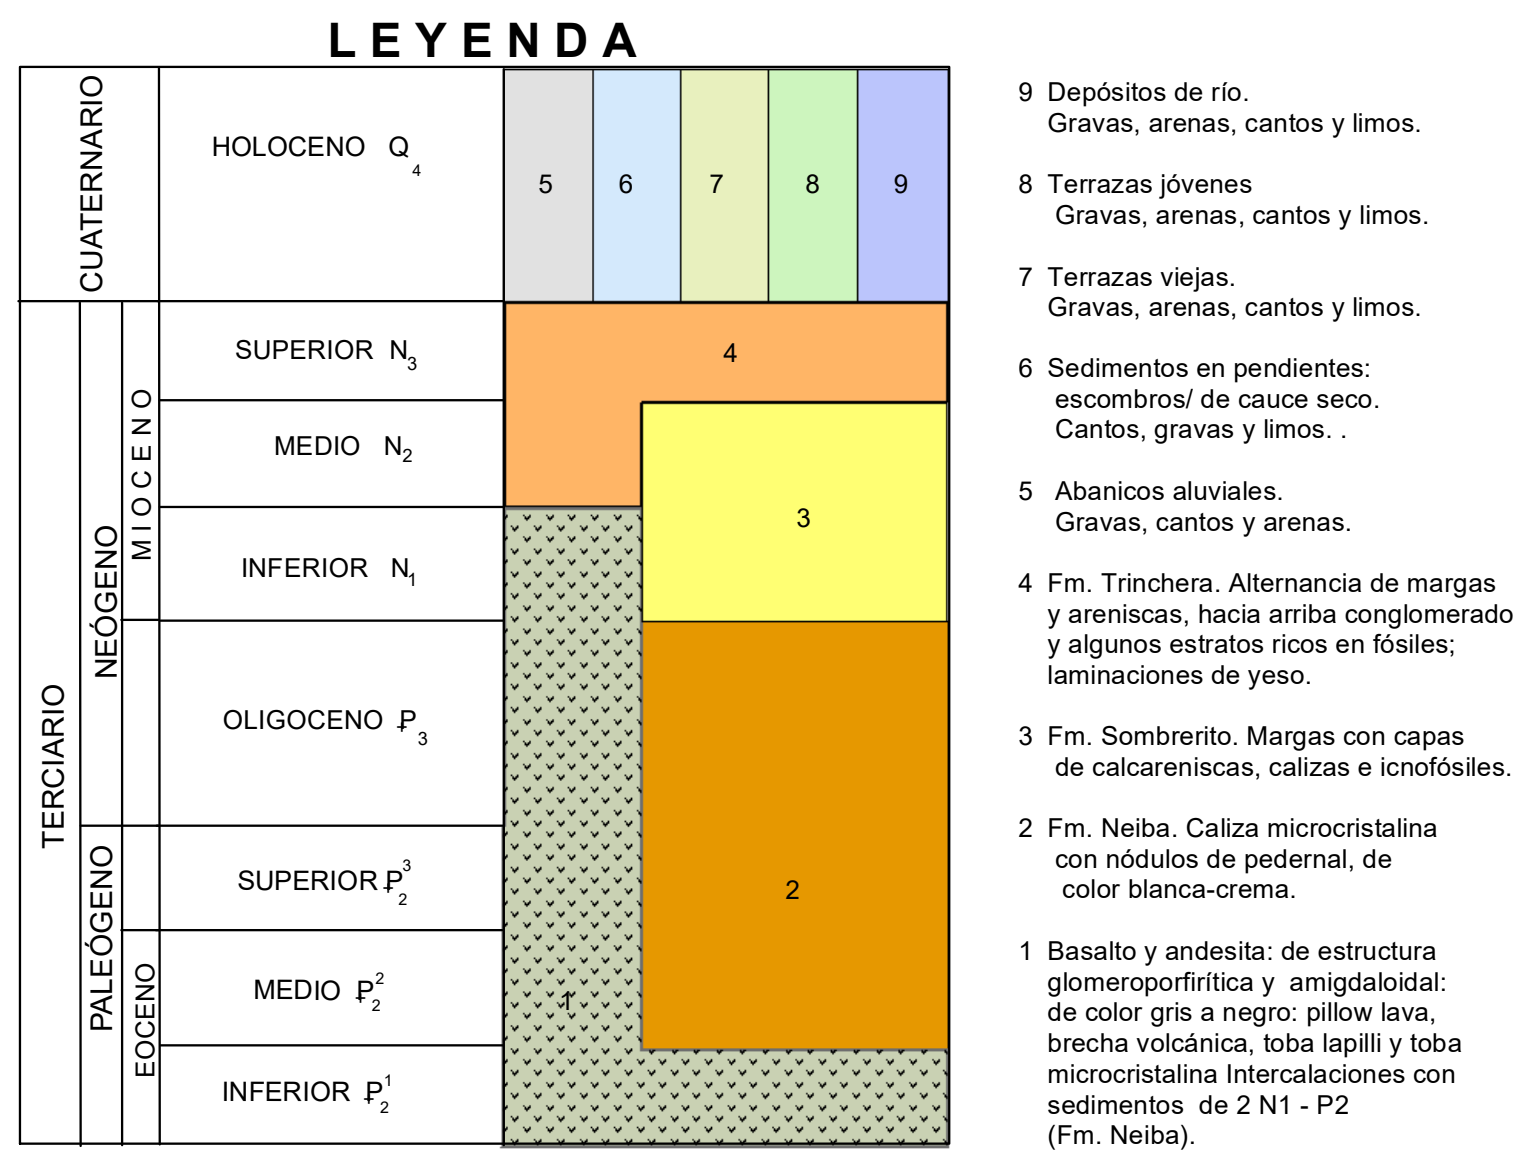 LEYENDA
CUATERNARIO
HOLOCENO Q4
5 6 7 8 9
TERCIARIO
NEÓGENO
MIOCENO
SUPERIOR N3
4
MEDIO N2
3
INFERIOR N1
OLIGOCENO P3
PALEÓGENO
EOCENO
SUPERIOR P2 3
2
MEDIO P2 2
1
INFERIOR P2 1
9 Depósitos de río.
Gravas, arenas, cantos y limos.
8 Terrazas jóvenes
Gravas, arenas, cantos y limos.
7 Terrazas viejas.
Gravas, arenas, cantos y limos.
6 Sedimentos en pendientes:
escombros/ de cauce seco.
Cantos, gravas y limos. .
5 Abanicos aluviales.
Gravas, cantos y arenas.
4 Fm. Trinchera. Alternancia de margas
y areniscas, hacia arriba conglomerado
y algunos estratos ricos en fósiles;
laminaciones de yeso.
3 Fm. Sombrerito. Margas con capas
de calcareniscas, calizas e icnofósiles.
2 Fm. Neiba. Caliza microcristalina
con nódulos de pedernal, de
color blanca-crema.
1 Basalto y andesita: de estructura
glomeroporfirítica y amigdaloidal:
de color gris a negro: pillow lava,
brecha volcánica, toba lapilli y toba
microcristalina Intercalaciones con
sedimentos de 2 N1 - P2
(Fm. Neiba).